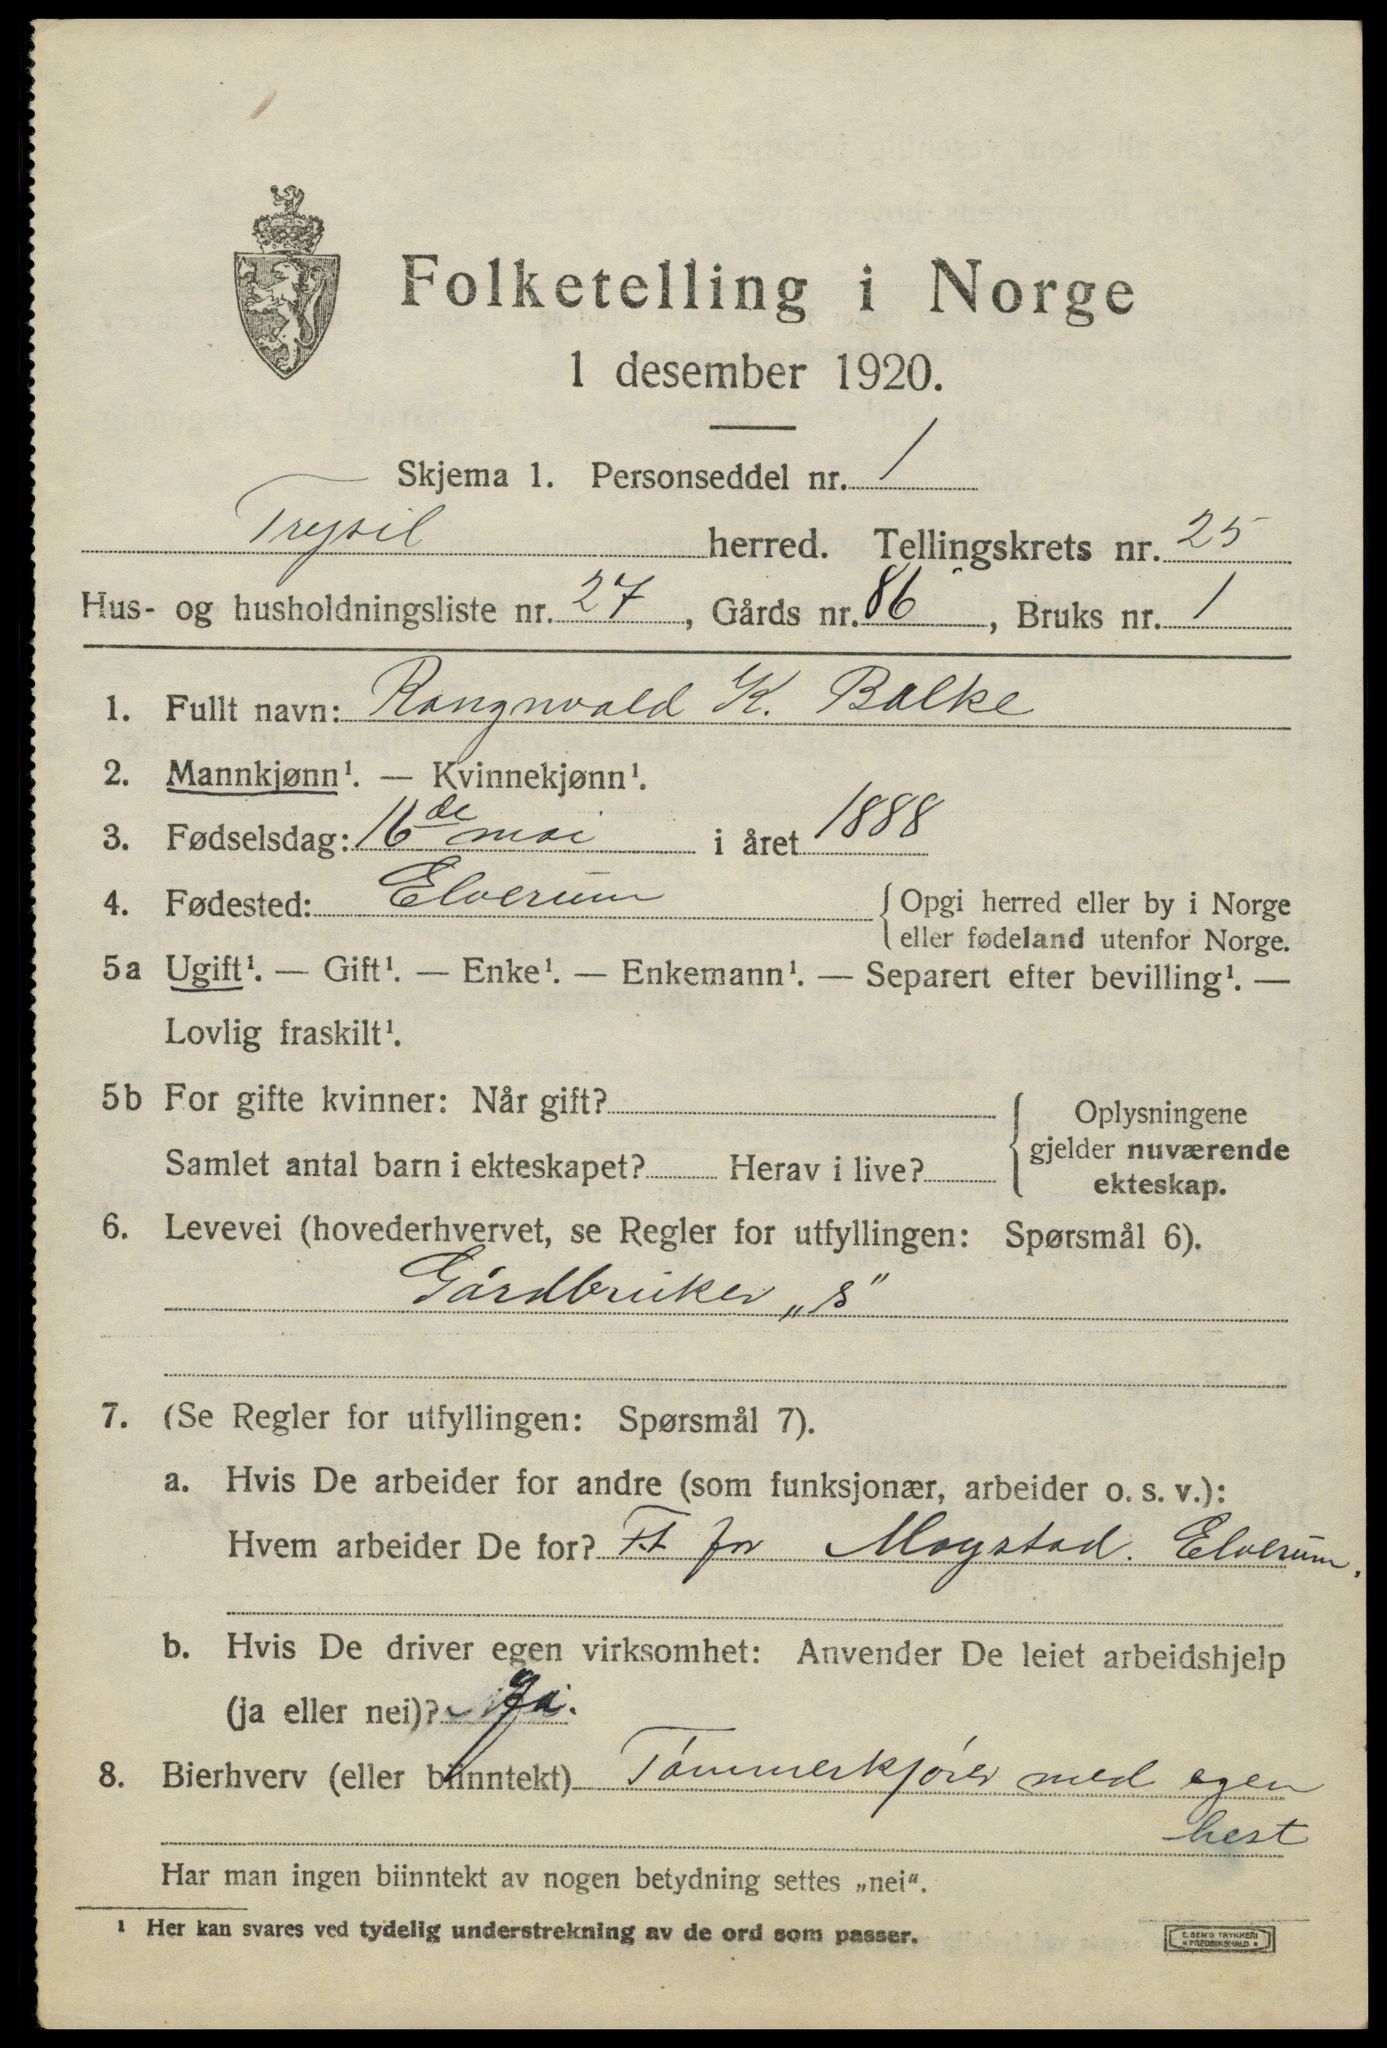 Folketelling i Norge
1 desember 1920.
Skjema 1. Personseddel nr. 1
Trysil herred. Tellingskrets nr. 25
Hus- og husholdningsliste nr. 27, Gårds nr. 86, Bruks nr. 1
1. Fullt navn: Rangnvald K. Balke
2. Mannkjønn¹. — Kvinnekjønn¹.
3. Fødselsdag: 16de mai i året 1888
4. Fødested: Elverum { Opgi herred eller by i Norge
eller fødeland utenfor Norge.
5a Ugift¹. — Gift¹. — Enke¹. — Enkemann¹. — Separert efter bevilling¹. —
Lovlig fraskilt¹.
5b For gifte kvinner: Når gift? { Oplysningene
gjelder nuværende
Samlet antal barn i ekteskapet? Herav i live?
ekteskap.
6. Levevei (hovederhvervet, se Regler for utfyllingen: Spørsmål 6).
Gårdbruker „s”
7. (Se Regler for utfyllingen: Spørsmål 7).
a. Hvis De arbeider for andre (som funksjonær, arbeider o. s. v.):
Hvem arbeider De for? for Mogstad. Elverum.
b. Hvis De driver egen virksomhet: Anvender De leiet arbeidshjelp
(ja eller nei)? Ja.
8. Bierhverv (eller biinntekt) Tømmerkjører med egen
hest
Har man ingen biinntekt av nogen betydning settes „nei“.
¹ Her kan svares ved tydelig understrekning av de ord som passer.
E. SEM'S TRYKKERI
• FREDRIKSHALD •